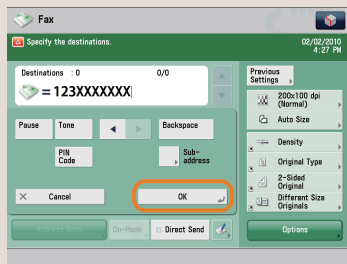 Fax
Specify the destinations.
02/02/2010
4:27 PM
Destinations : 0
0/0
= 123XXXXXXX
Previous
Settings
200x100 dpi
(Normal)
Auto Size
Pause
Tone
Backspace
PIN
Code
Sub-
address
Density
Original Type
2-Sided
Original
Different Size
Originals
Cancel
OK
Address Book
On-Hook
Direct Send
Options